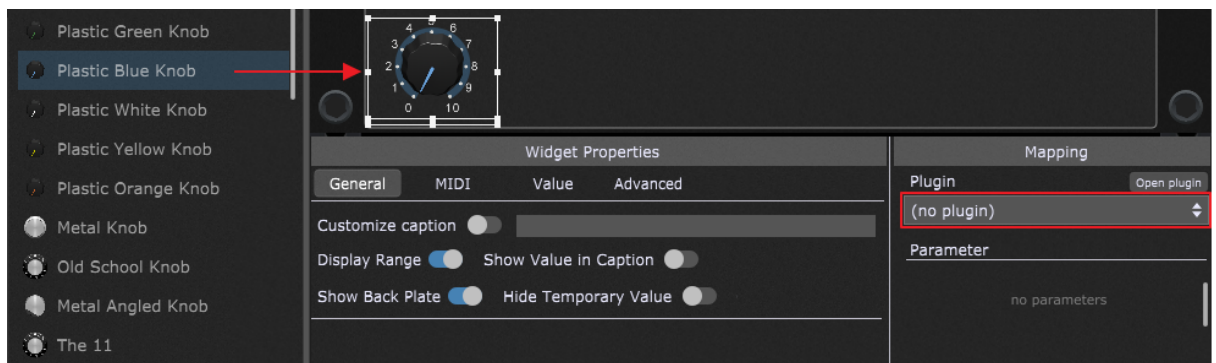 Plastic Green Knob
Plastic Blue Knob
Plastic White Knob
Plastic Yellow Knob
Plastic Orange Knob
Metal Knob
Old School Knob
Metal Angled Knob
The 11
0 1 2 3 4 5 6 7 8 9 10
Widget Properties
General MIDI Value Advanced
Customize caption
Display Range Show Value in Caption
Show Back Plate Hide Temporary Value
Mapping
Plugin Open plugin
(no plugin)
Parameter
no parameters